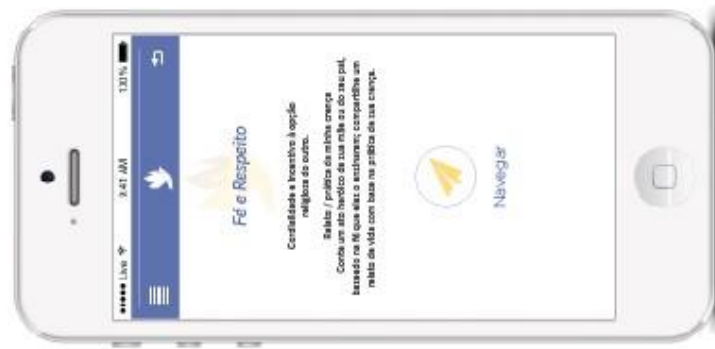 Live 9:41 AM 100%
Fé e Respeito
Cordialidade e incentivo à opção
religiosa do outro.
Relato / prática da minha crença
Conte um ato heróico de sua mãe ou do seu pai,
baseado na fé que eles o ensinaram; compartilhe um
relato de vida com base na prática de sua crença.
Navegar